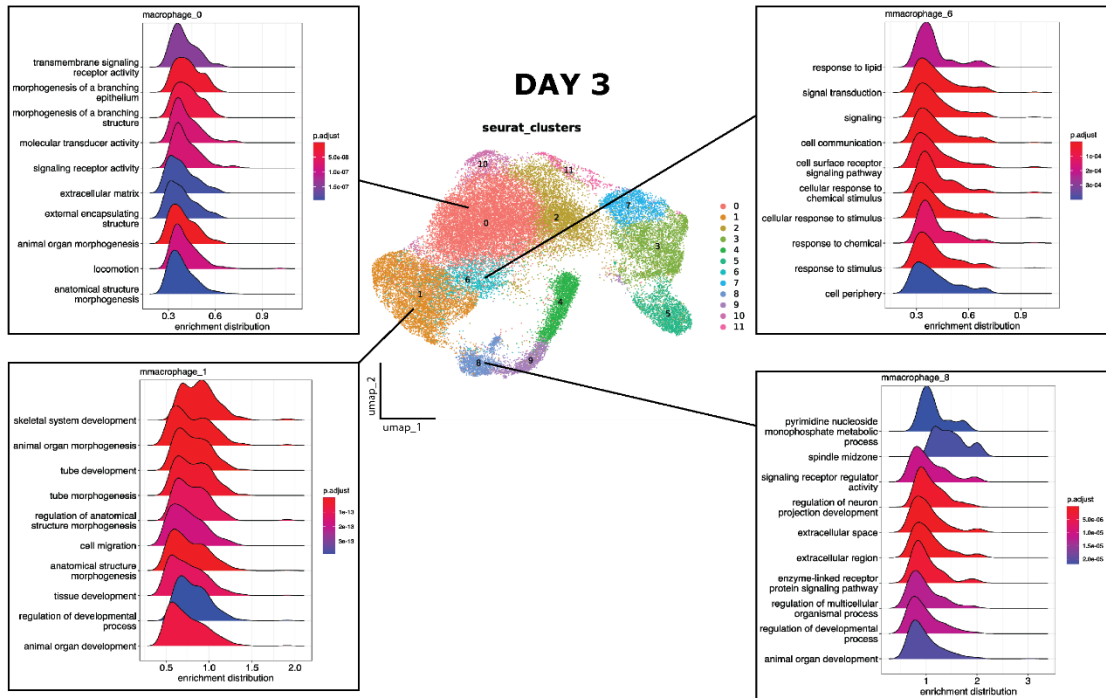 DAY 3
macrophage_0
transmembrane signaling
receptor activity
morphogenesis of a branching
epithelium
morphogenesis of a branching
structure
molecular transducer activity
signaling receptor activity
extracellular matrix
external encapsulating
structure
animal organ morphogenesis
locomotion
anatomical structure
morphogenesis
0.3 0.6 0.9
enrichment distribution
p.adjust
5.0e-08
1.0e-07
1.5e-07
seurat_clusters
10
11
0
2
7
3
6
1
4
5
8
9
umap_2
umap_1
0
1
2
3
4
5
6
7
8
9
10
11
mmacrophage_6
response to lipid
signal transduction
signaling
cell communication
cell surface receptor
signaling pathway
cellular response to
chemical stimulus
cellular response to stimulus
response to chemical
response to stimulus
cell periphery
0.3 0.6 0.9
enrichment distribution
p.adjust
1e-04
2e-04
3e-04
mmacrophage_1
skeletal system development
animal organ morphogenesis
tube development
tube morphogenesis
regulation of anatomical
structure morphogenesis
cell migration
anatomical structure
morphogenesis
tissue development
regulation of developmental
process
animal organ development
0.5 1.0 1.5 2.0
enrichment distribution
p.adjust
1e-13
2e-13
3e-13
mmacrophage_8
pyrimidine nucleoside
monophosphate metabolic
process
spindle midzone
signaling receptor regulator
activity
regulation of neuron
projection development
extracellular space
extracellular region
enzyme-linked receptor
protein signaling pathway
regulation of multicellular
organismal process
regulation of developmental
process
animal organ development
1 2 3
enrichment distribution
p.adjust
5.0e-06
1.0e-05
1.5e-05
2.0e-05